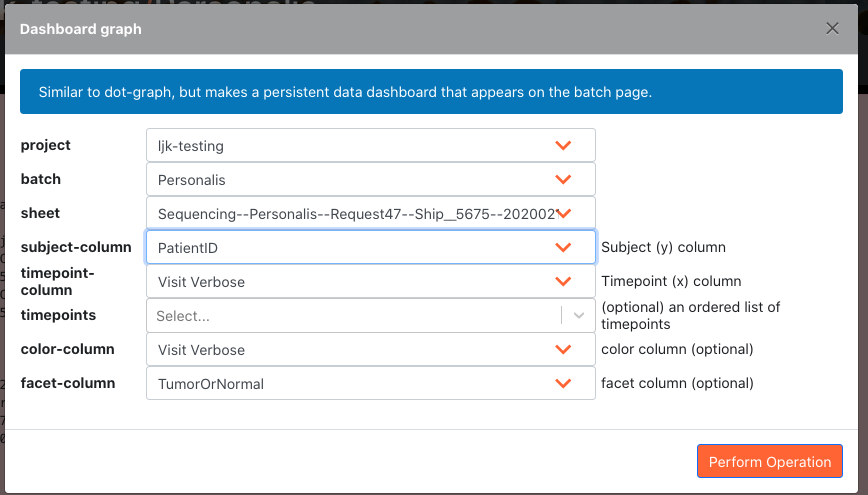 Dashboard graph
Similar to dot-graph, but makes a persistent data dashboard that appears on the batch page.
project
ljk-testing
batch
Personalis
sheet
Sequencing--Personalis--Request47--Ship__5675--202002
subject-column
PatientID
Subject (y) column
timepoint-
column
Visit Verbose
Timepoint (x) column
timepoints
Select...
(optional) an ordered list of
timepoints
color-column
Visit Verbose
color column (optional)
facet-column
TumorOrNormal
facet column (optional)
Perform Operation